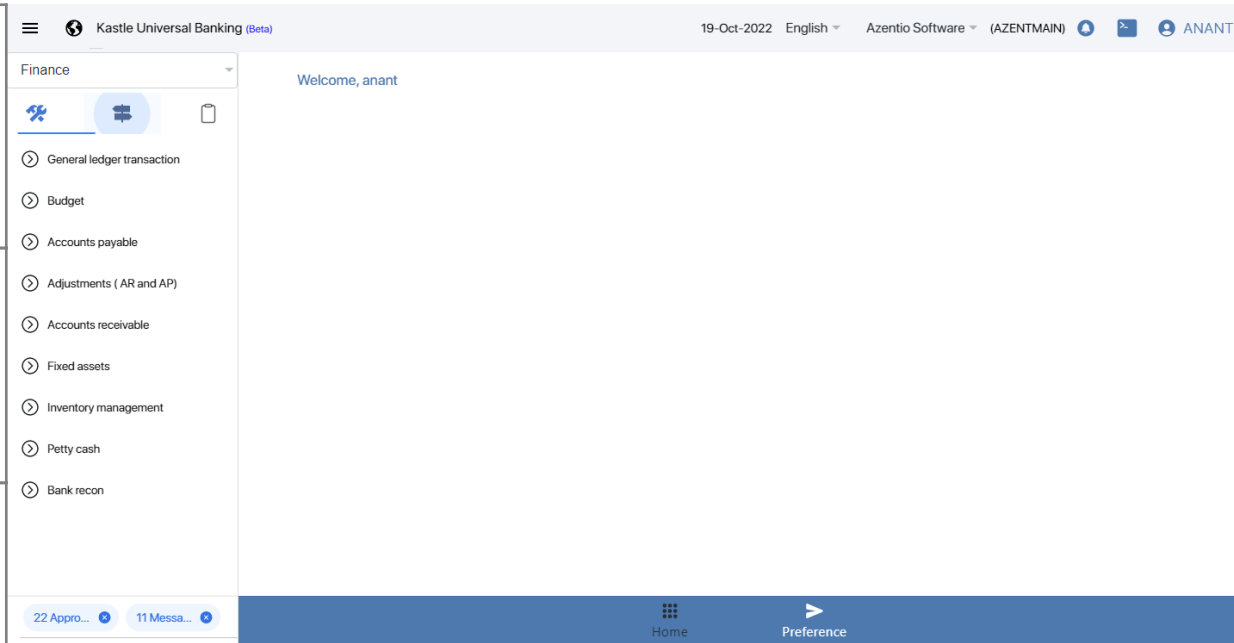 Kastle Universal Banking (Beta)
19-Oct-2022 English Azentio Software (AZENTMAIN) ANANT
Finance
Welcome, anant
General ledger transaction
Budget
Accounts payable
Adjustments ( AR and AP)
Accounts receivable
Fixed assets
Inventory management
Petty cash
Bank recon
22 Appro... 11 Messa...
Home
Preference